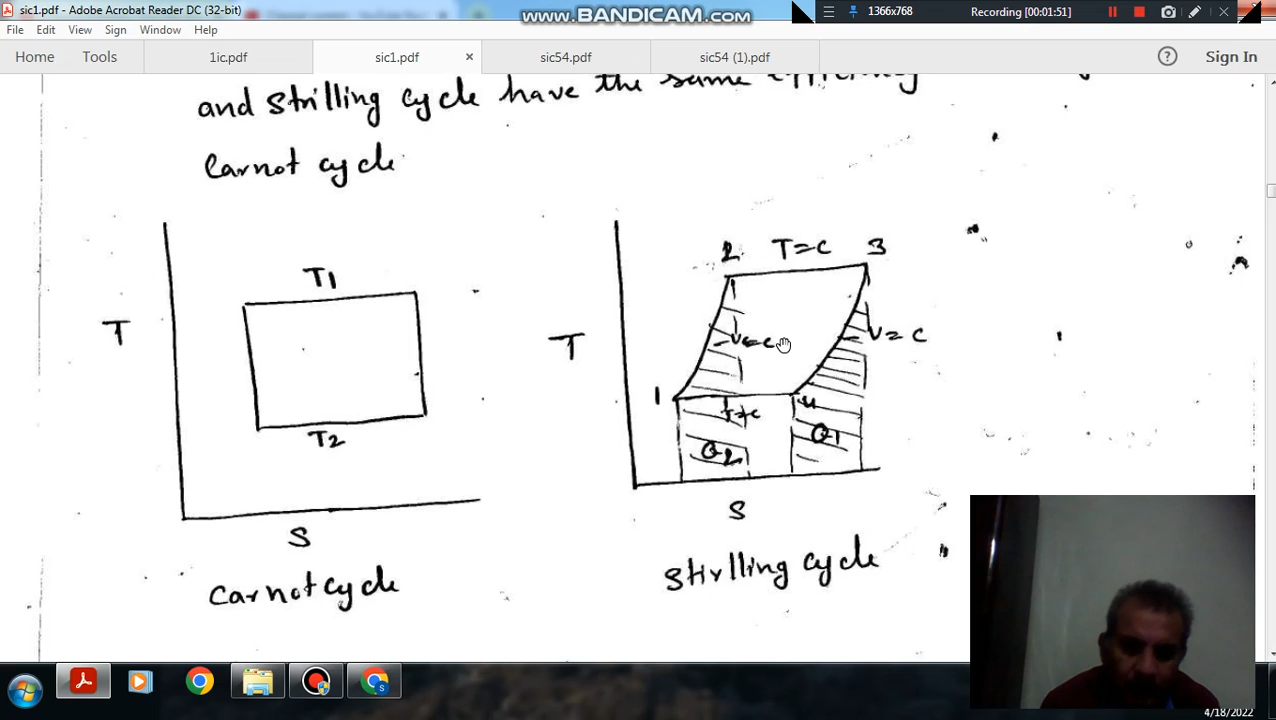 sic1.pdf - Adobe Acrobat Reader DC (32-bit)
www.BANDICAM.com
1366x768
Recording [00:01:51]
File Edit View Sign Window Help
Home Tools 1ic.pdf sic1.pdf × sic54.pdf sic54 (1).pdf ? Sign In
and Strilling cycle have the same efficiency
Carnot cycle
T1
T
T2
S
Carnot cycle
2 T=C 3
T
V=C
V=C
1
T=C
4
Q2
Q1
S
Stirlling cycle
4/18/2022